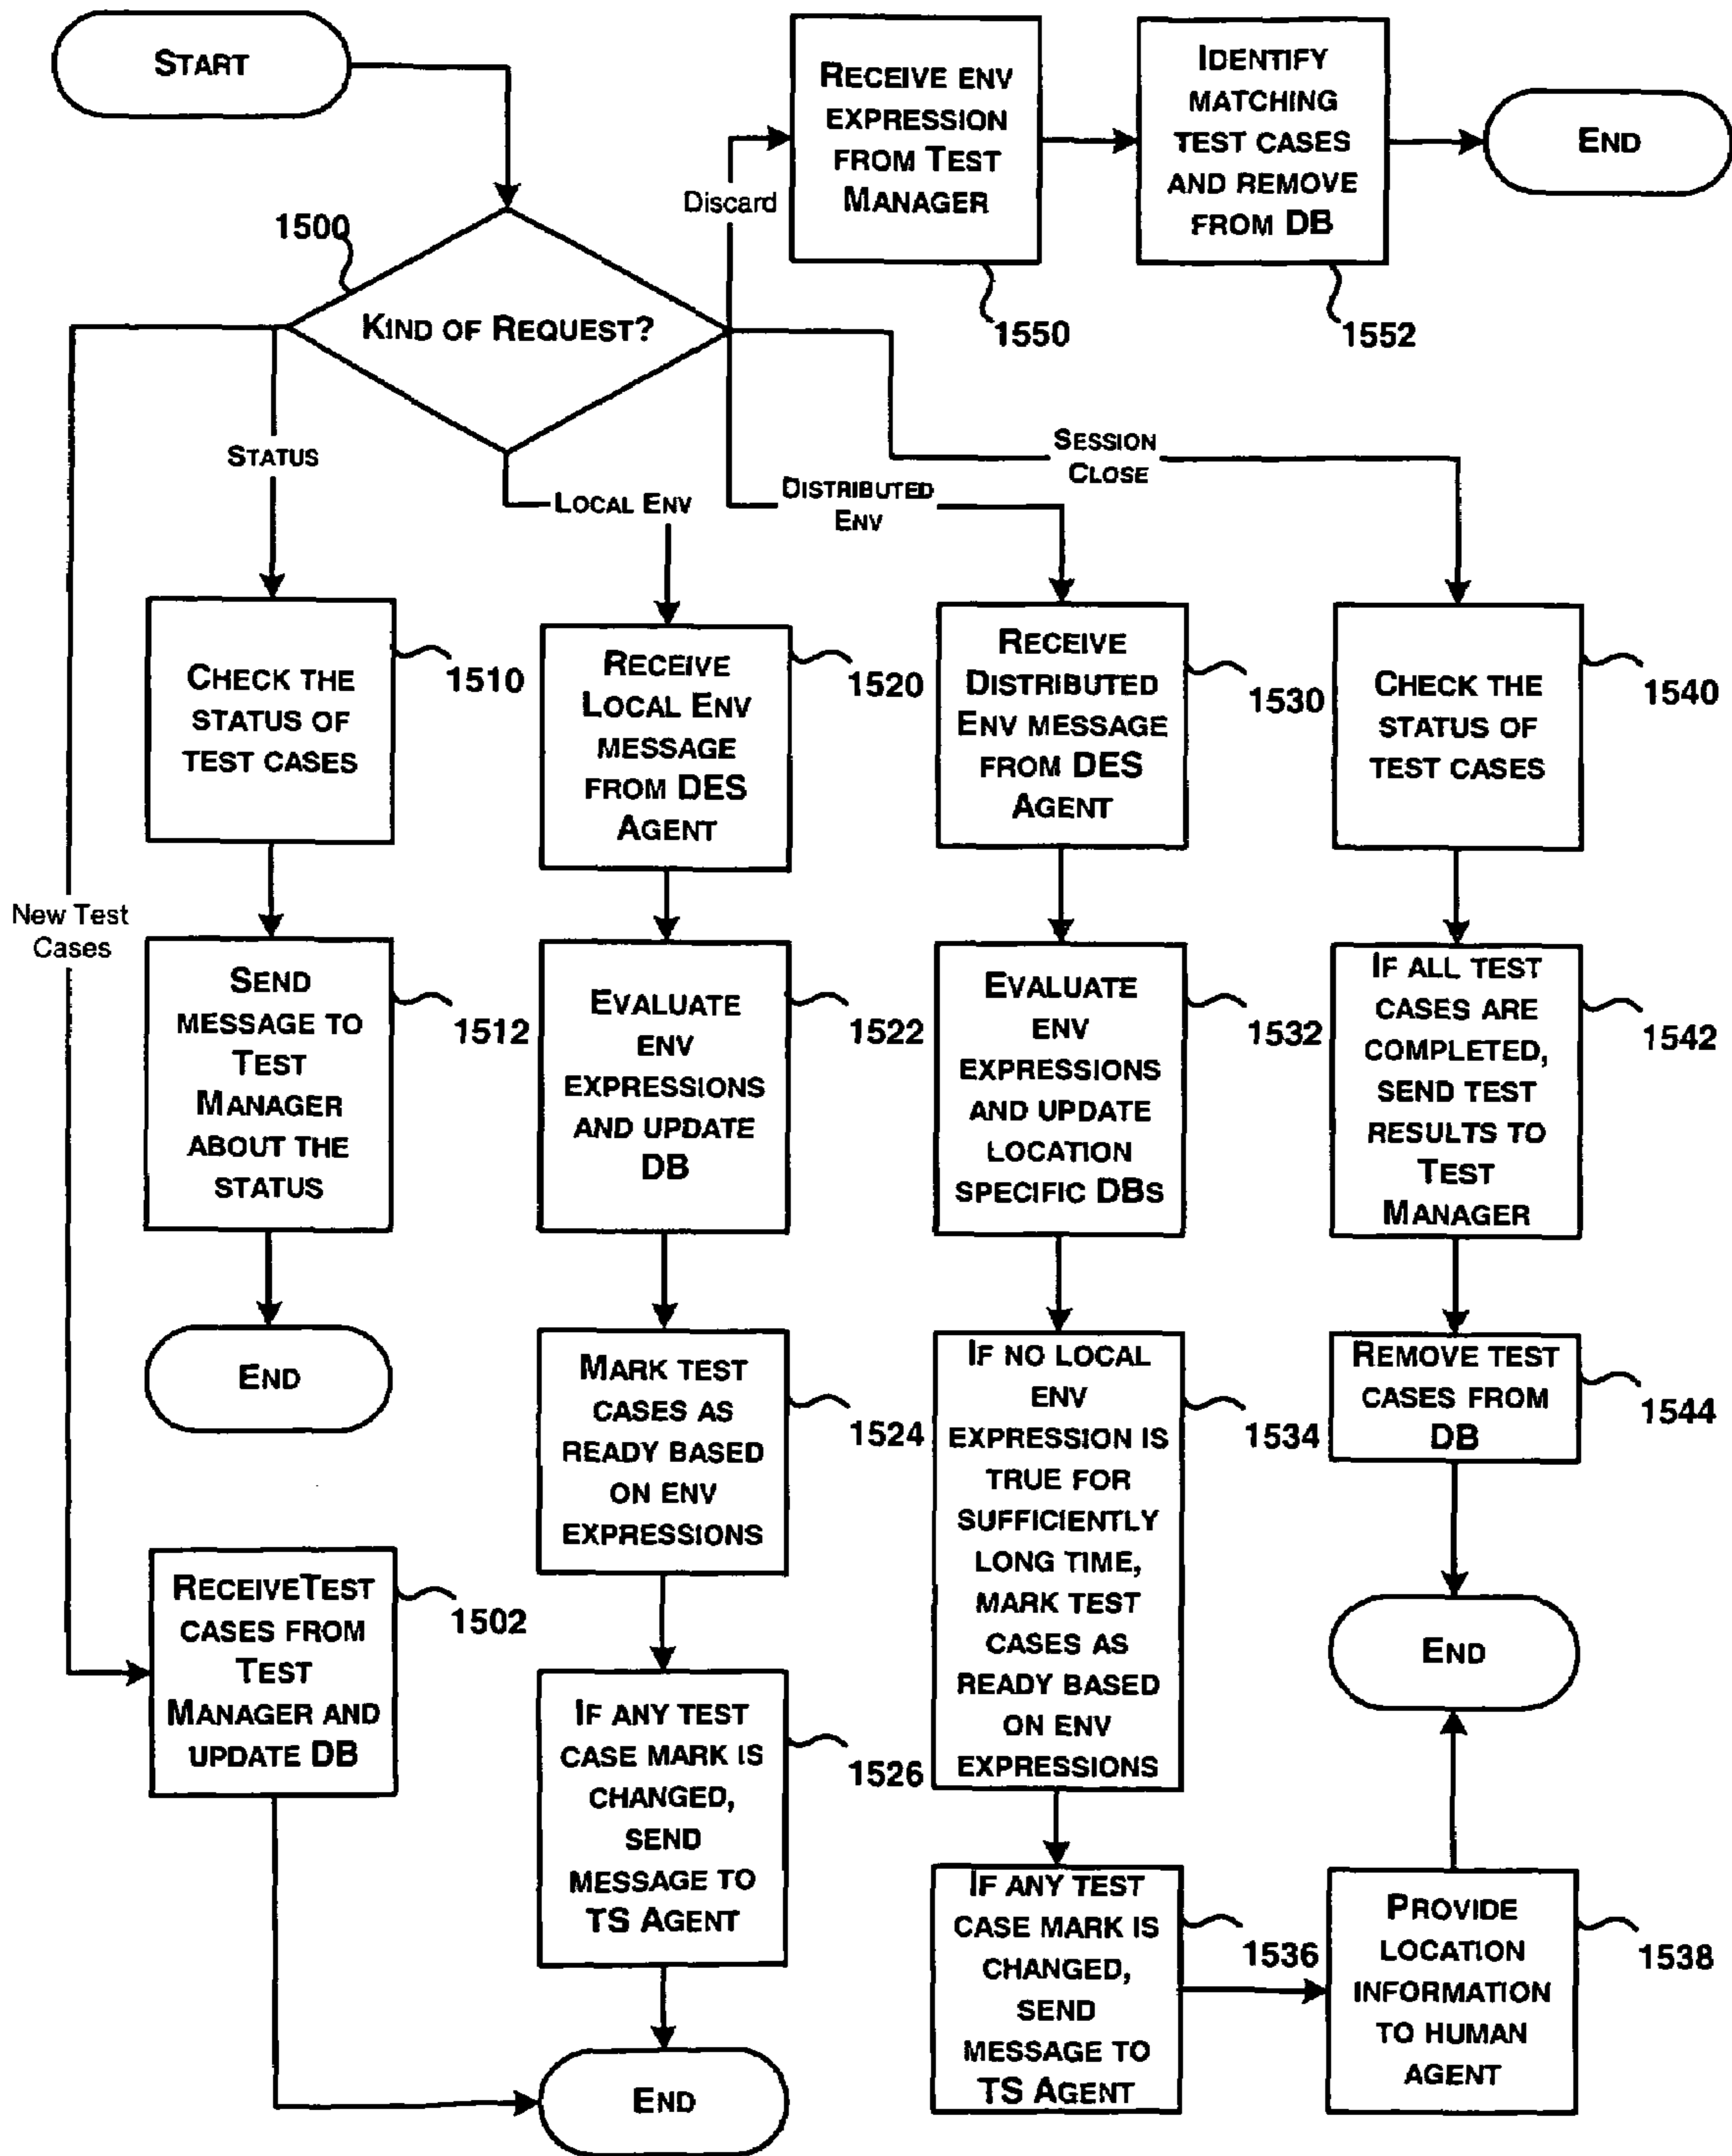 START
RECEIVE ENV
EXPRESSION
FROM TEST
MANAGER
1550
IDENTIFY
MATCHING
TEST CASES
AND REMOVE
FROM DB
1552
END
Discard
1500
KIND OF REQUEST?
STATUS
LOCAL ENV
DISTRIBUTED
ENV
SESSION
CLOSE
New Test
Cases
CHECK THE
STATUS OF
TEST CASES
1510
SEND
MESSAGE TO
TEST
MANAGER
ABOUT THE
STATUS
1512
END
RECEIVETEST
CASES FROM
TEST
MANAGER AND
UPDATE DB
1502
RECEIVE
LOCAL ENV
MESSAGE
FROM DES
AGENT
1520
EVALUATE
ENV
EXPRESSIONS
AND UPDATE
DB
1522
MARK TEST
CASES AS
READY BASED
ON ENV
EXPRESSIONS
1524
IF ANY TEST
CASE MARK IS
CHANGED,
SEND
MESSAGE TO
TS AGENT
1526
END
RECEIVE
DISTRIBUTED
ENV MESSAGE
FROM DES
AGENT
1530
EVALUATE
ENV
EXPRESSIONS
AND UPDATE
LOCATION
SPECIFIC DBS
1532
IF NO LOCAL
ENV
EXPRESSION IS
TRUE FOR
SUFFICIENTLY
LONG TIME,
MARK TEST
CASES AS
READY BASED
ON ENV
EXPRESSIONS
1534
IF ANY TEST
CASE MARK IS
CHANGED,
SEND
MESSAGE TO
TS AGENT
1536
PROVIDE
LOCATION
INFORMATION
TO HUMAN
AGENT
1538
CHECK THE
STATUS OF
TEST CASES
1540
IF ALL TEST
CASES ARE
COMPLETED,
SEND TEST
RESULTS TO
TEST
MANAGER
1542
REMOVE TEST
CASES FROM
DB
1544
END